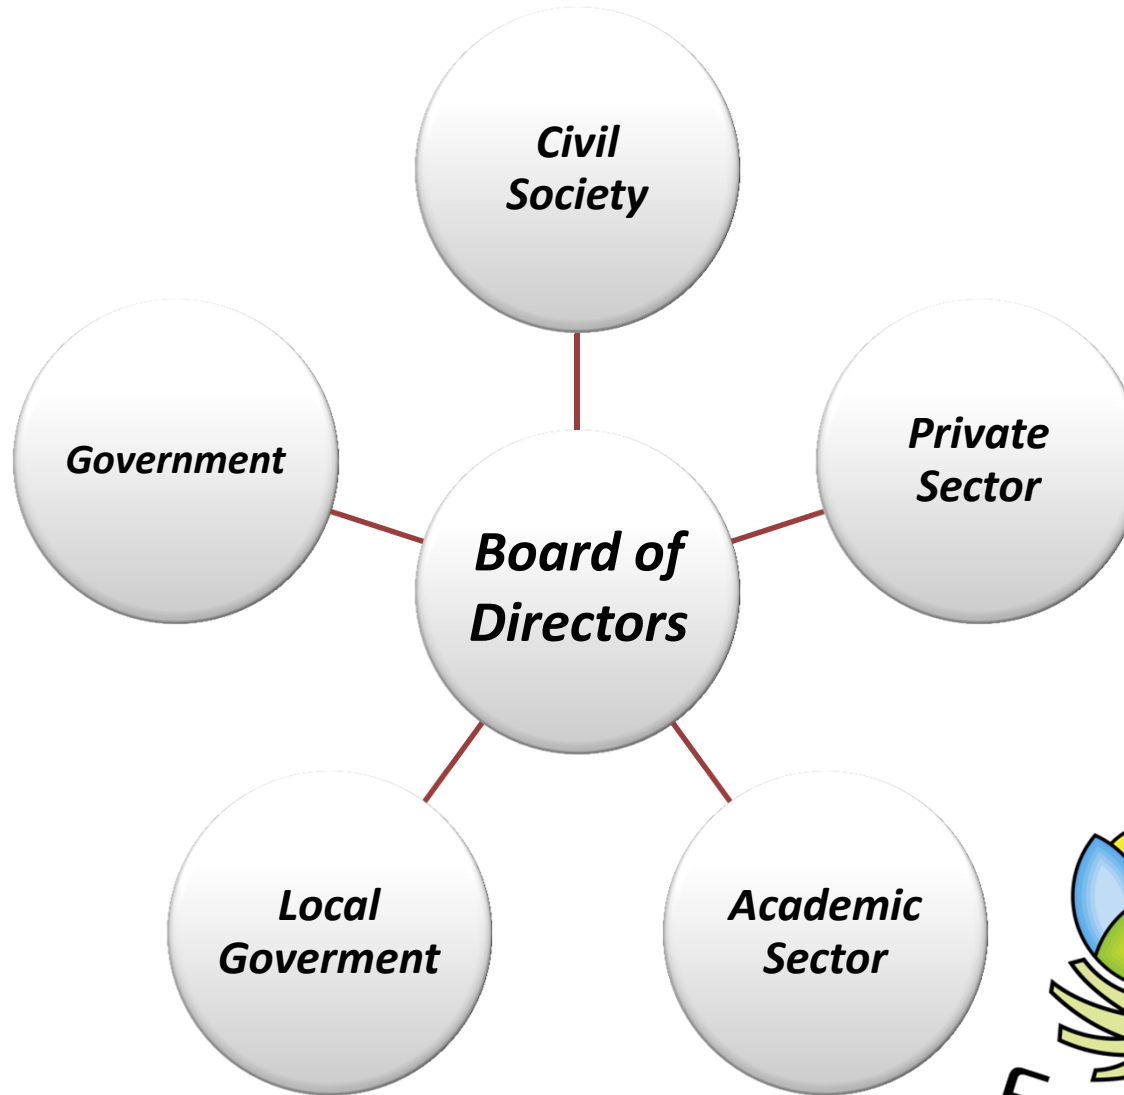 Civil
Society
Government
Private
Sector
Board of
Directors
Local
Goverment
Academic
Sector